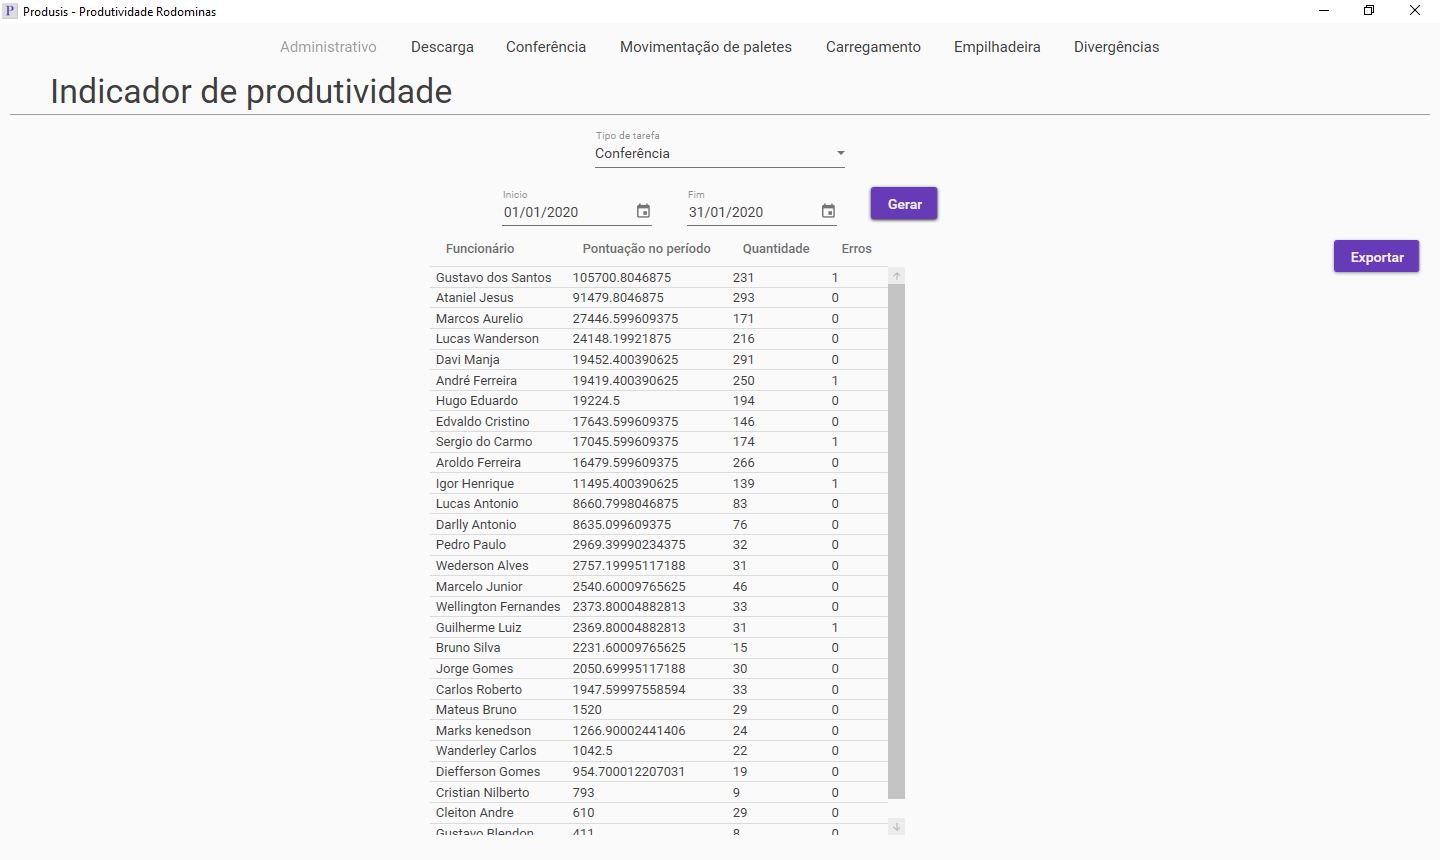 P Produsis - Produtividade Rodominas
Administrativo Descarga Conferência Movimentação de paletes Carregamento Empilhadeira Divergências
Indicador de produtividade
Tipo de tarefa
Conferência
Inicio Fim
01/01/2020 31/01/2020 Gerar
Funcionário Pontuação no período Quantidade Erros
Exportar
Gustavo dos Santos 105700.8046875 231 1
Ataniel Jesus 91479.8046875 293 0
Marcos Aurelio 27446.599609375 171 0
Lucas Wanderson 24148.19921875 216 0
Davi Manja 19452.400390625 291 0
André Ferreira 19419.400390625 250 1
Hugo Eduardo 19224.5 194 0
Edvaldo Cristino 17643.599609375 146 0
Sergio do Carmo 17045.599609375 174 1
Aroldo Ferreira 16479.599609375 266 0
Igor Henrique 11495.400390625 139 1
Lucas Antonio 8660.7998046875 83 0
Darlly Antonio 8635.099609375 76 0
Pedro Paulo 2969.39990234375 32 0
Wederson Alves 2757.19995117188 31 0
Marcelo Junior 2540.60009765625 46 0
Wellington Fernandes 2373.80004882813 33 0
Guilherme Luiz 2369.80004882813 31 1
Bruno Silva 2231.60009765625 15 0
Jorge Gomes 2050.69995117188 30 0
Carlos Roberto 1947.59997558594 33 0
Mateus Bruno 1520 29 0
Marks kenedson 1266.90002441406 24 0
Wanderley Carlos 1042.5 22 0
Diefferson Gomes 954.700012207031 19 0
Cristian Nilberto 793 9 0
Cleiton Andre 610 29 0
Gustavo Blendon 411 8 0